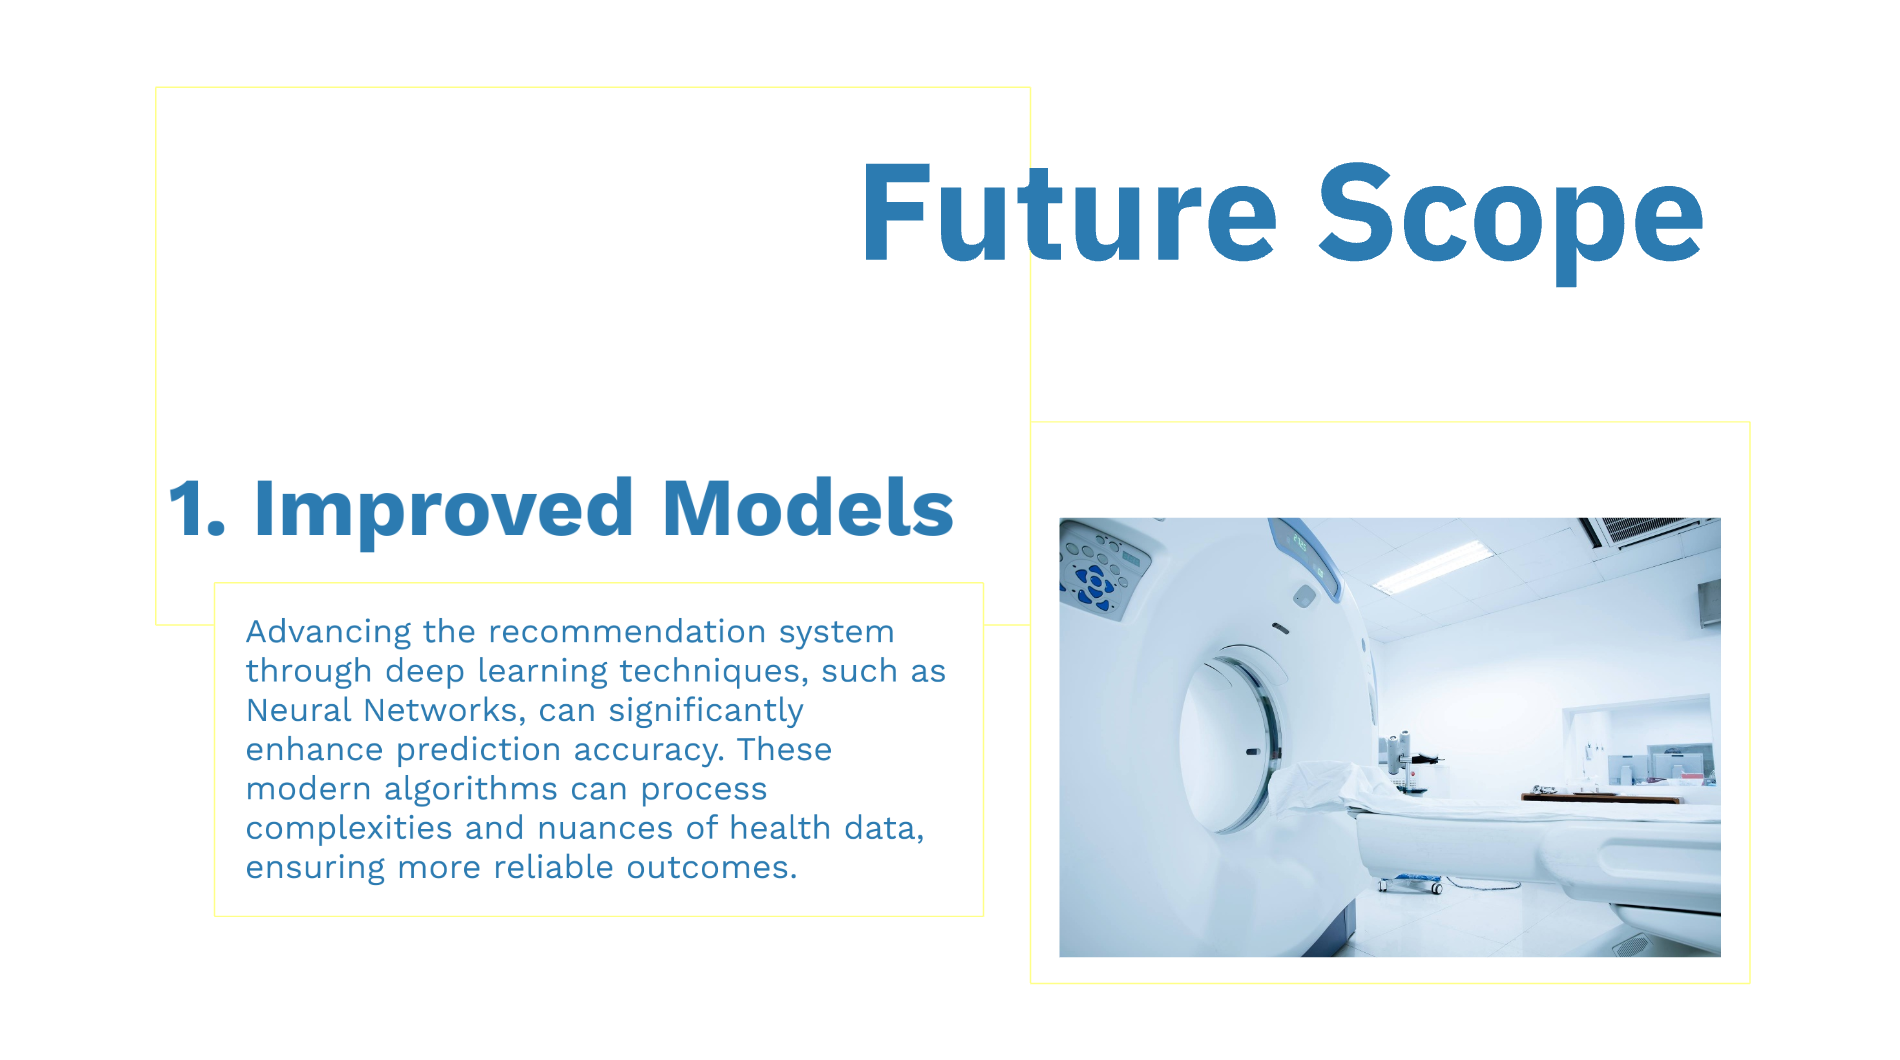 Future Scope
1. Improved Models
Advancing the recommendation system
through deep learning techniques, such as
Neural Networks, can significantly
enhance prediction accuracy. These
modern algorithms can process
complexities and nuances of health data,
ensuring more reliable outcomes.